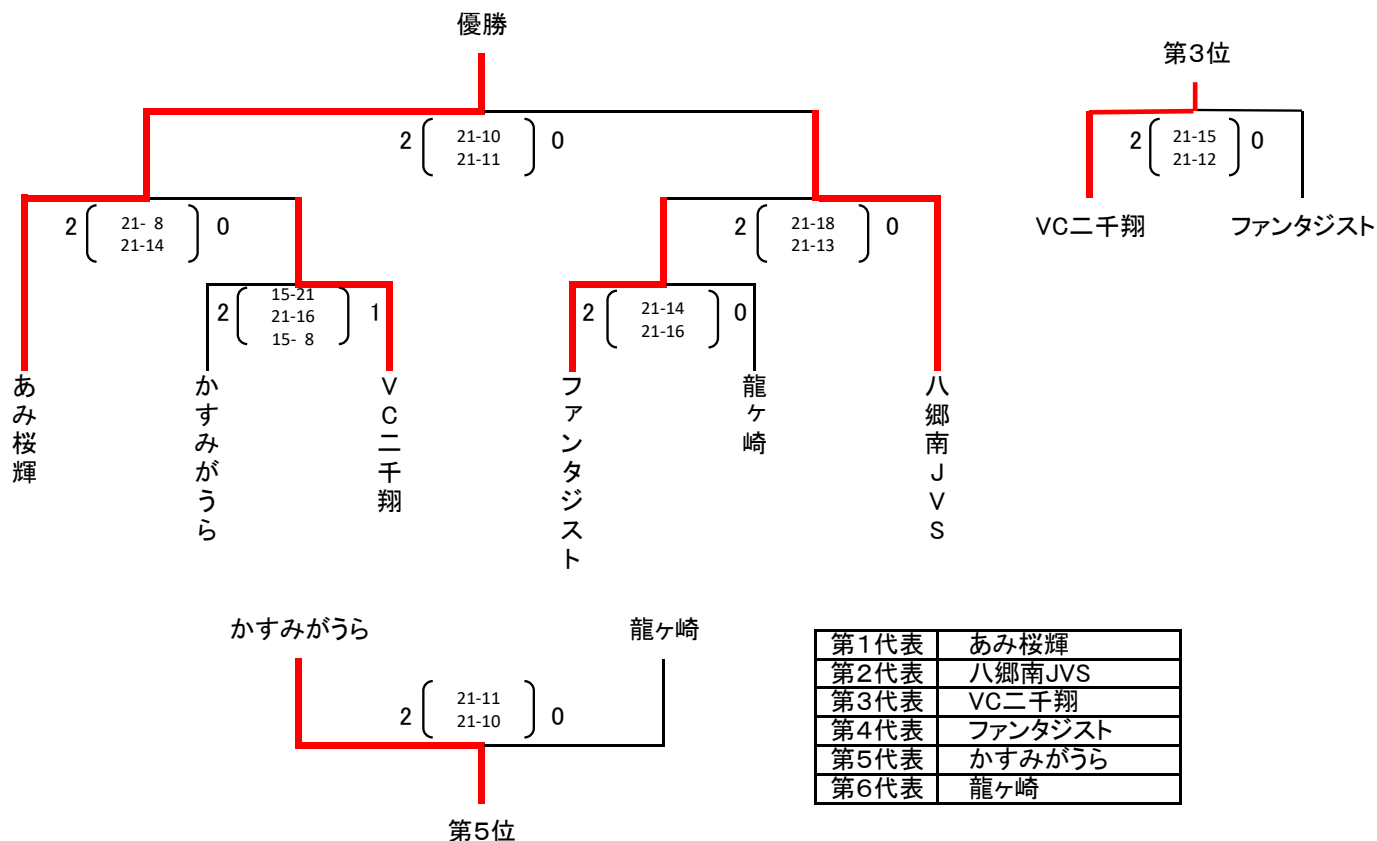 優勝
第3位
2 21-10 0
21-11
2 21-15 0
21-12
VC二千翔 ファンタジスト
2 21- 8 0
21-14
2 21-18 0
21-13
15-21
2 21-16 1
15- 8
2 21-14 0
21-16
あみ桜輝
かすみがうら
VC二千翔
ファンタジスト
龍ヶ崎
八郷南JVS
かすみがうら 龍ヶ崎
2 21-11 0
21-10
第5位
第1代表 あみ桜輝
第2代表 八郷南JVS
第3代表 VC二千翔
第4代表 ファンタジスト
第5代表 かすみがうら
第6代表 龍ヶ崎